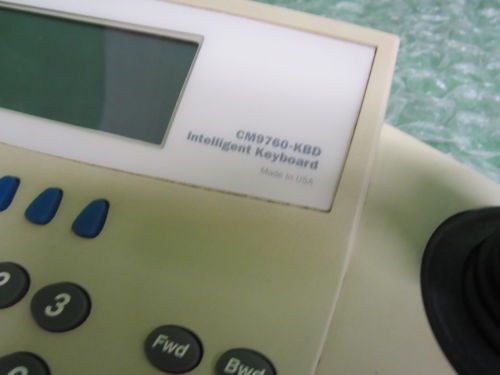 CM9760-KBD
Intelligent Keyboard
Made In USA
3
Fwd
Bwd